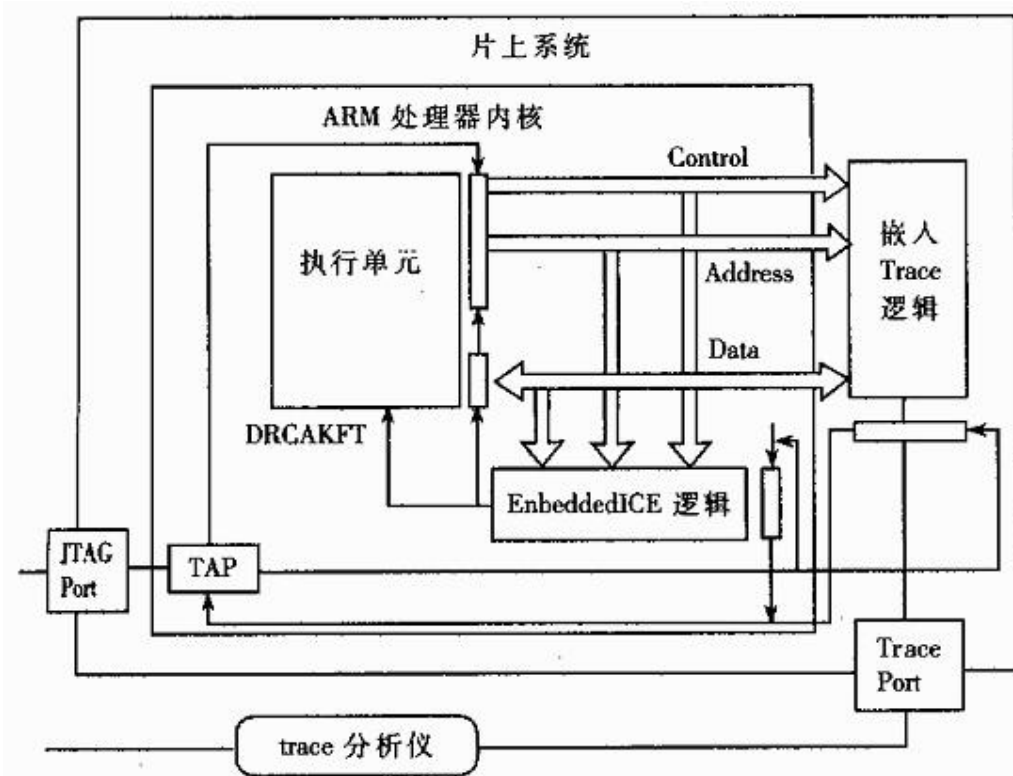 片上系统
ARM 处理器内核
Control
执行单元
Address
嵌入
Trace
逻辑
Data
DRCAKFT
EnbeddedICE 逻辑
JTAG
Port
TAP
Trace
Port
trace 分析仪